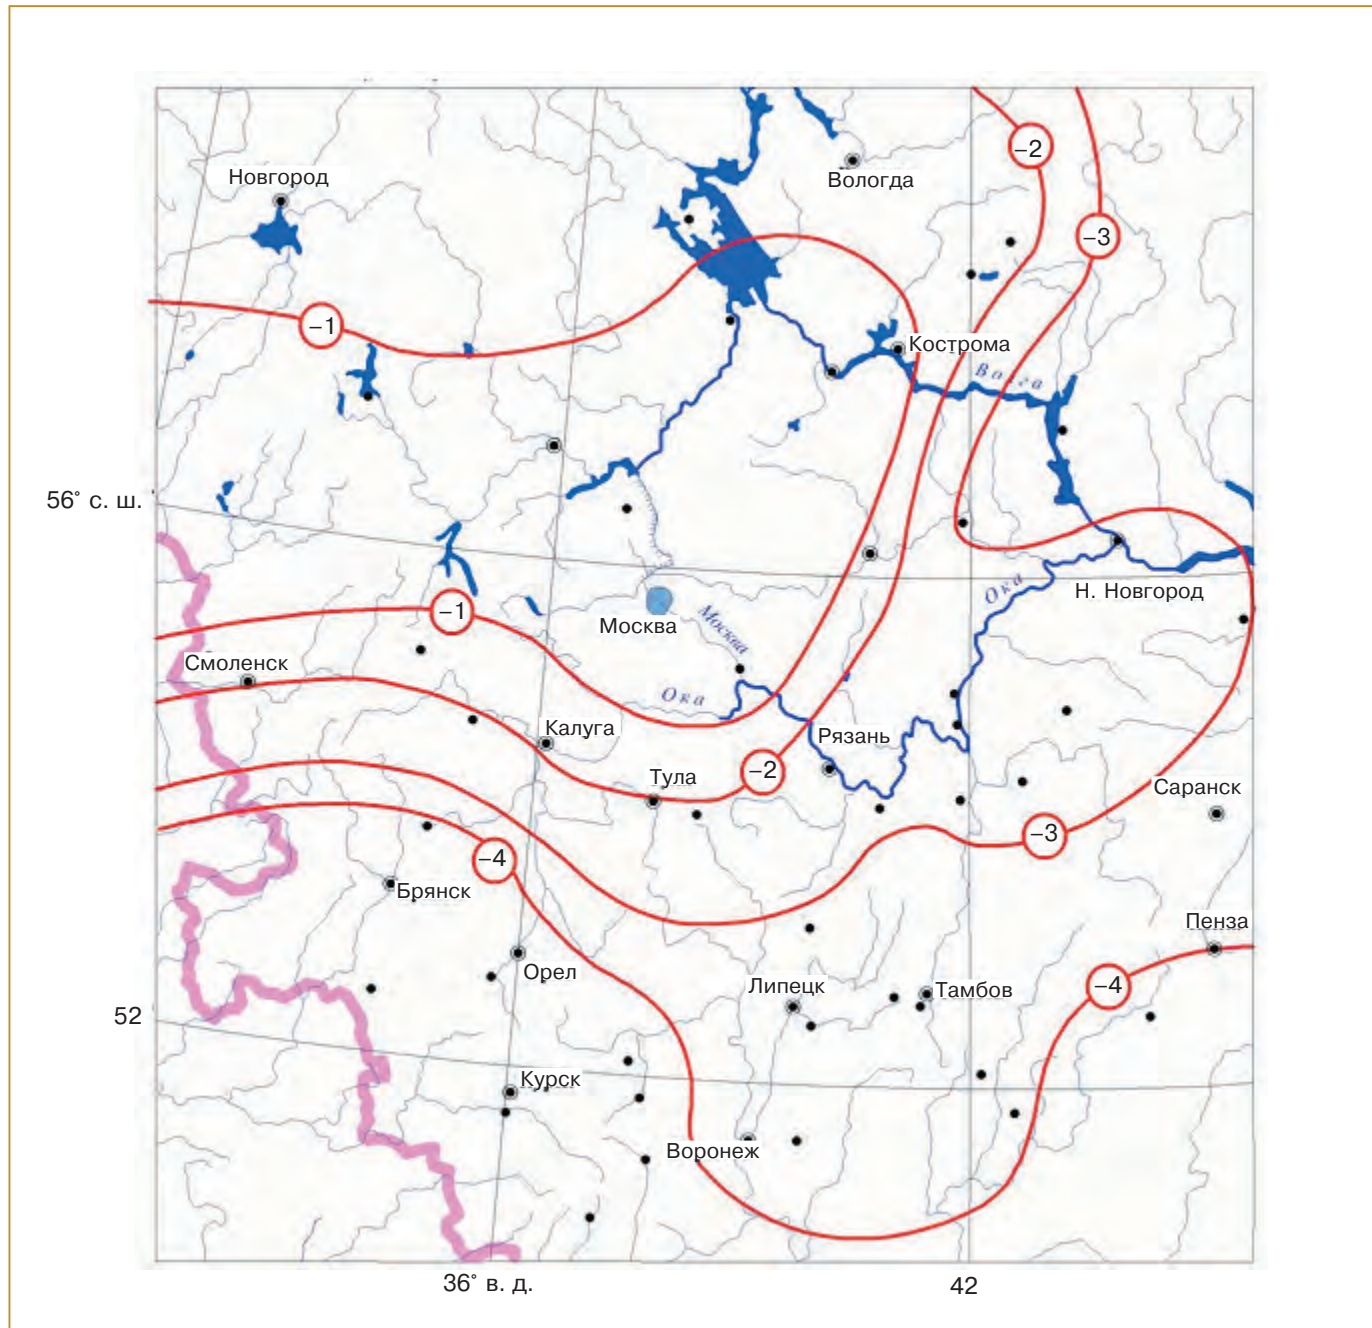 Новгород
Вологда
−2
−3
−1
Кострома
Волга
56° с. ш.
Ока
Н. Новгород
−1
Москва
Москва
Смоленск
Ока
Калуга
Рязань
Тула
−2
Саранск
−3
−4
Брянск
Пенза
Орел
Липецк
Тамбов
−4
52
Курск
Воронеж
36° в. д.
42